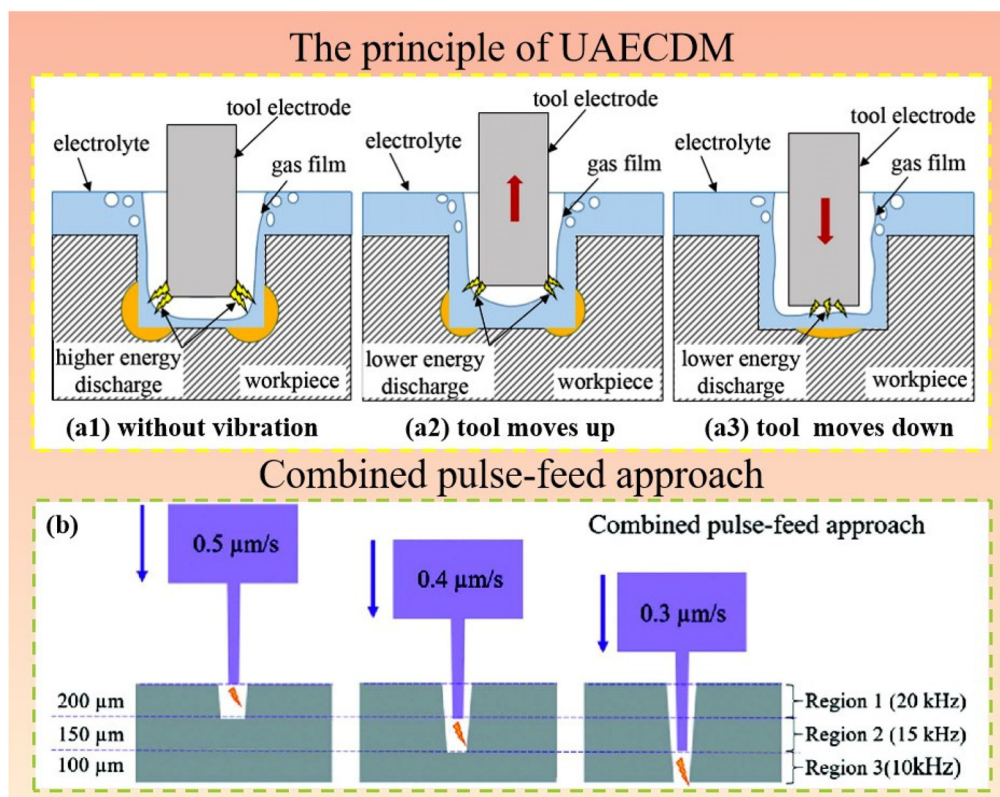 The principle of UAECDM
tool electrode
electrolyte
gas film
higher energy
discharge
workpiece
(a1) without vibration
tool electrode
electrolyte
gas film
lower energy
discharge
workpiece
(a2) tool moves up
tool electrode
electrolyte
gas film
lower energy
discharge
workpiece
(a3) tool moves down
Combined pulse-feed approach
(b)
Combined pulse-feed approach
0.5 µm/s
0.4 µm/s
0.3 µm/s
200 µm
150 µm
100 µm
Region 1 (20 kHz)
Region 2 (15 kHz)
Region 3(10kHz)